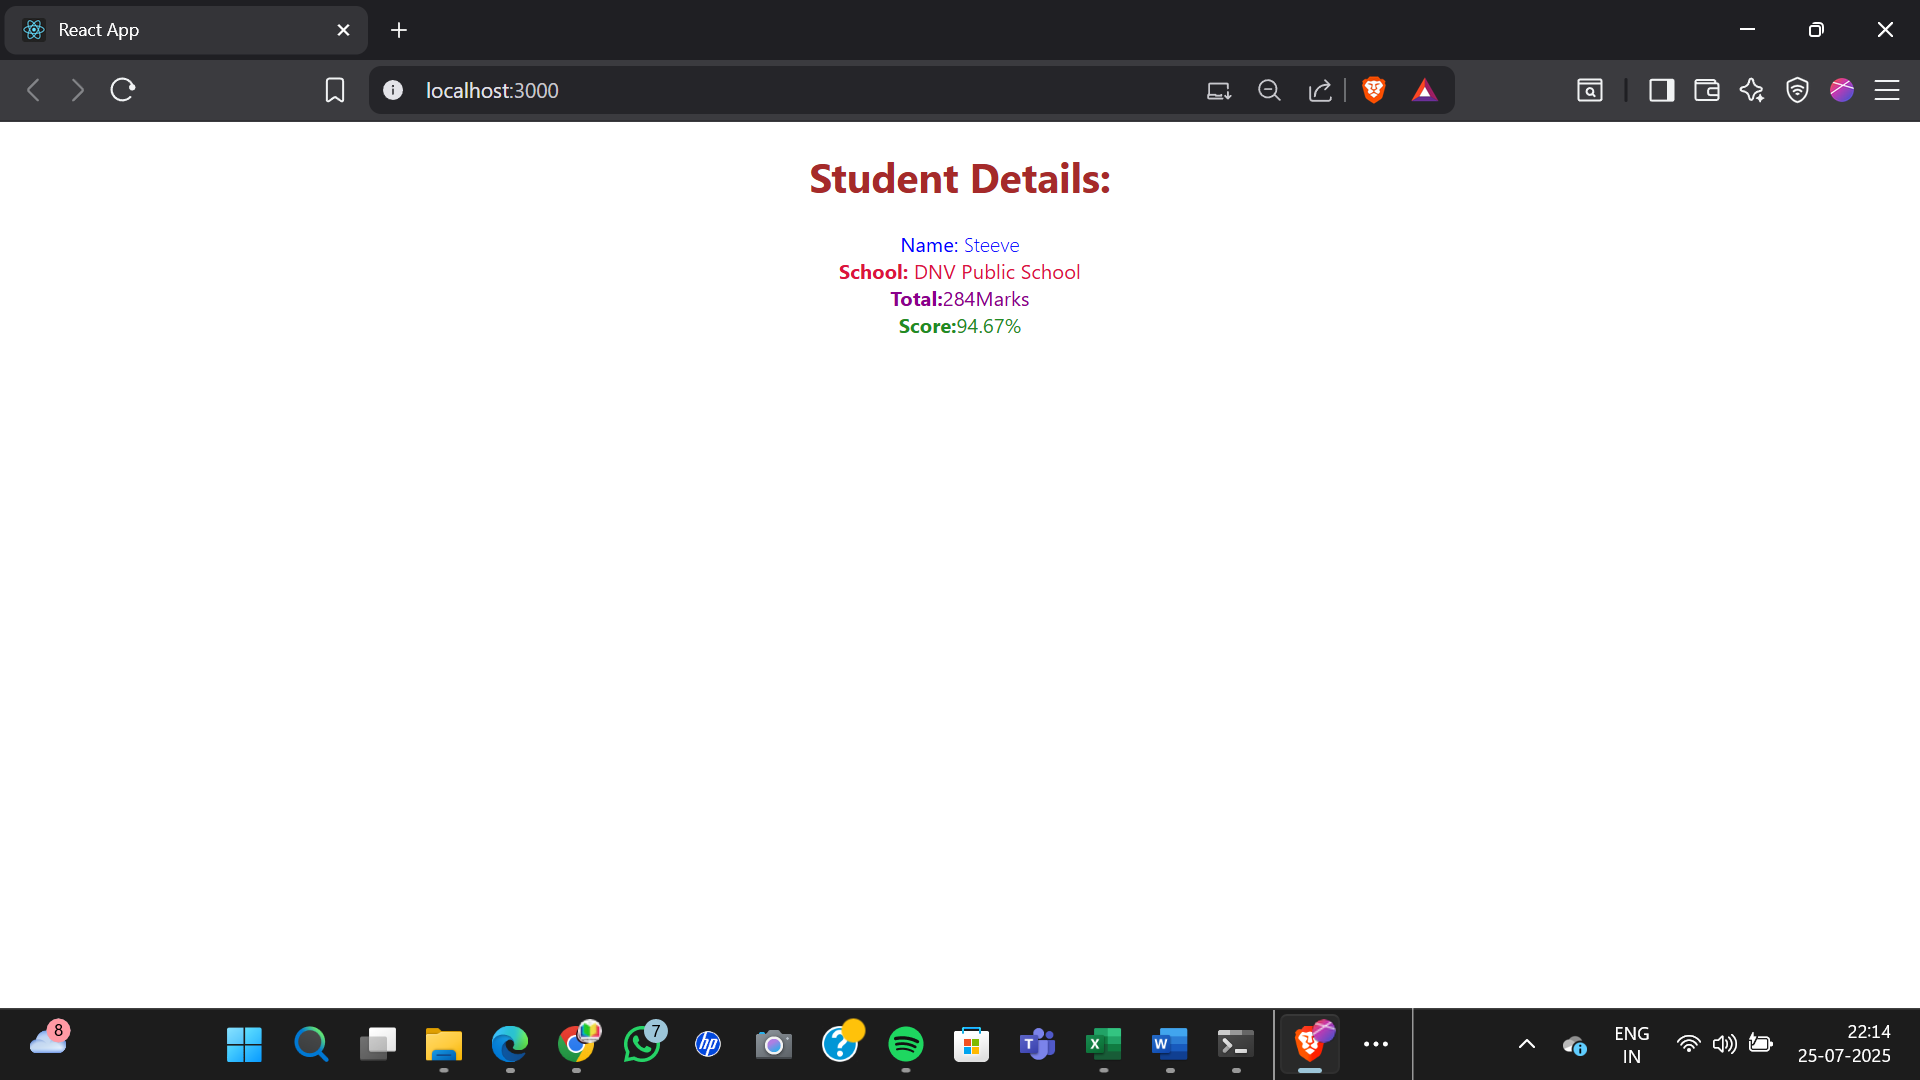 React App
localhost:3000
Student Details:
Name: Steeve
School: DNV Public School
Total:284Marks
Score:94.67%
8
7
hp
?
T
X
W
ENG
IN
22:14
25-07-2025